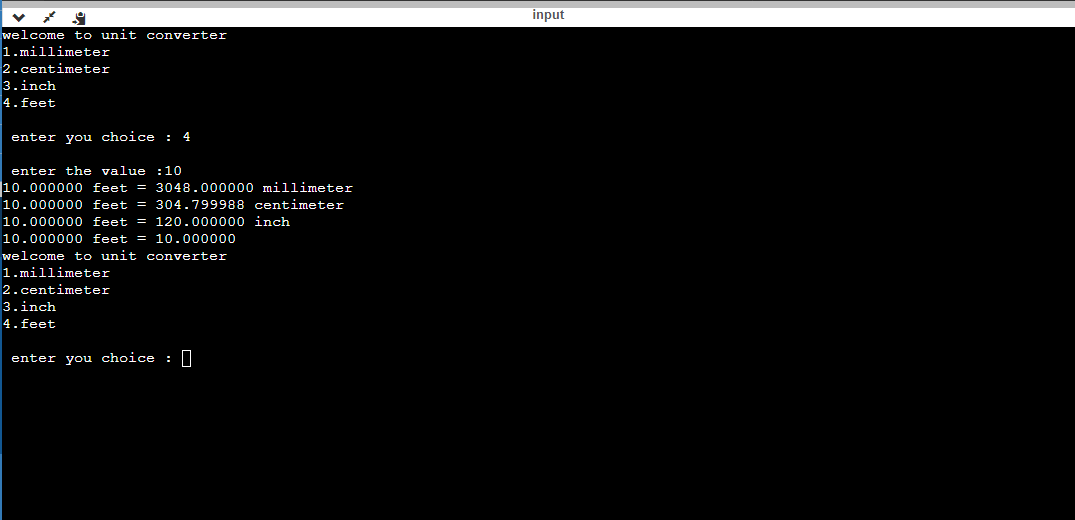 input
welcome to unit converter
1.millimeter
2.centimeter
3.inch
4.feet
enter you choice : 4
enter the value :10
10.000000 feet = 3048.000000 millimeter
10.000000 feet = 304.799988 centimeter
10.000000 feet = 120.000000 inch
10.000000 feet = 10.000000
welcome to unit converter
1.millimeter
2.centimeter
3.inch
4.feet
enter you choice :